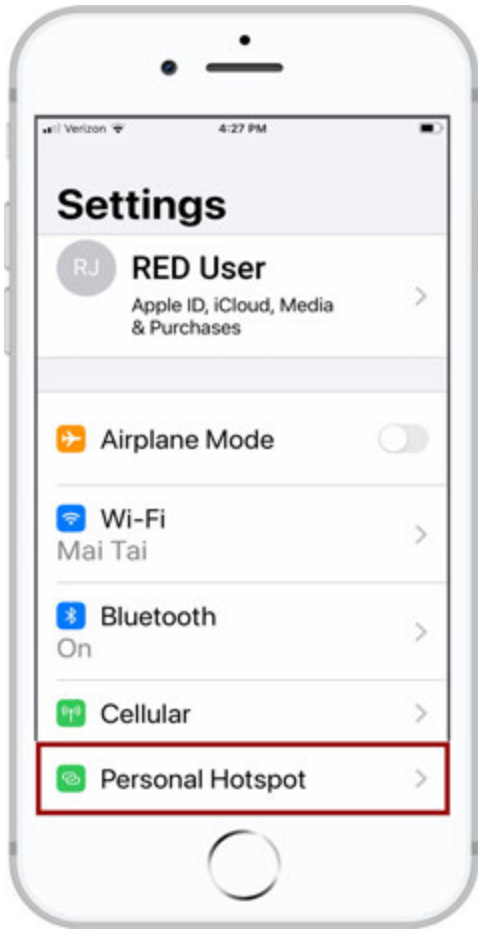 Verizon 4:27 PM
Settings
RJ
RED User
Apple ID, iCloud, Media
& Purchases
Airplane Mode
Wi-Fi
Mai Tai
Bluetooth
On
Cellular
Personal Hotspot